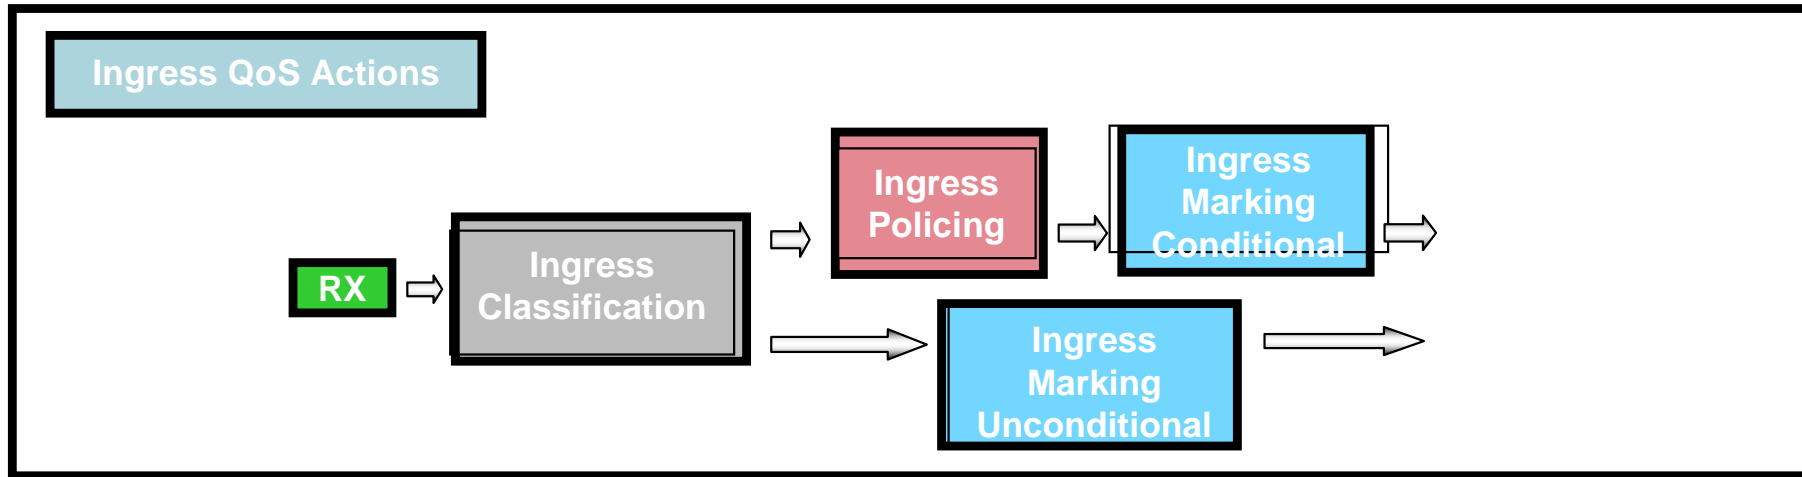 Ingress QoS Actions
RX
Ingress
Classification
Ingress
Policing
Ingress
Marking
Conditional
Ingress
Marking
Unconditional